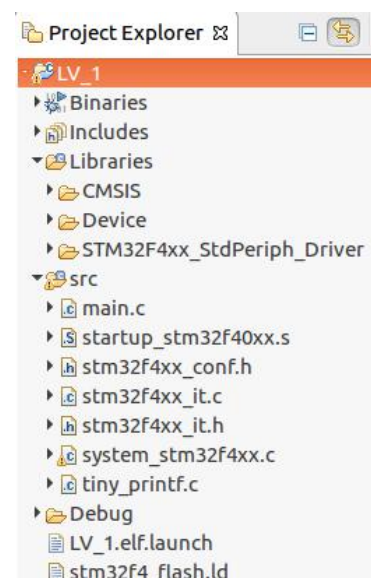 Project Explorer
LV_1
Binaries
Includes
Libraries
CMSIS
Device
STM32F4xx_StdPeriph_Driver
src
main.c
startup_stm32f40xx.s
stm32f4xx_conf.h
stm32f4xx_it.c
stm32f4xx_it.h
system_stm32f4xx.c
tiny_printf.c
Debug
LV_1.elf.launch
stm32f4_flash.ld